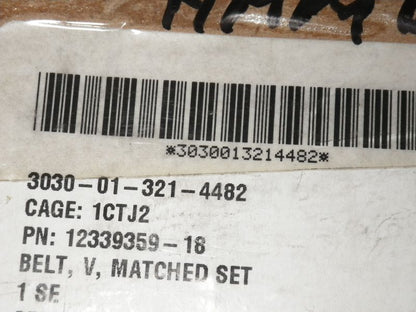 *3030013214482*
3030-01-321-4482
CAGE: 1CTJ2
PN: 12339359-18
BELT, V, MATCHED SET
1 SE